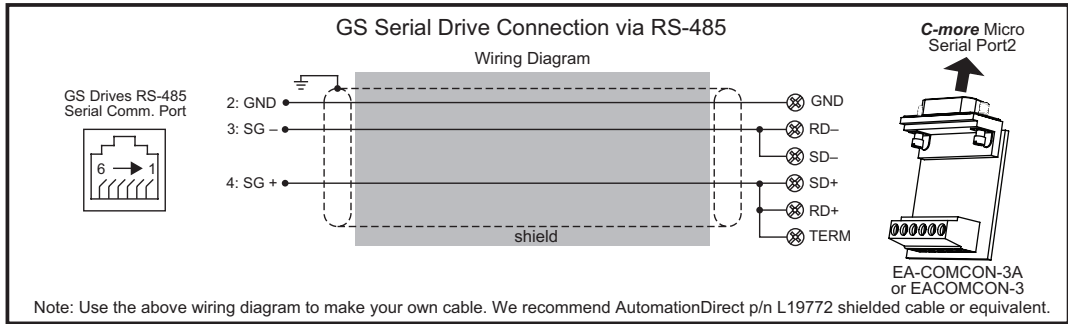 GS Serial Drive Connection via RS-485
Wiring Diagram
C-more Micro
Serial Port2
GS Drives RS-485
Serial Comm. Port
6 1
2: GND
3: SG –
4: SG +
GND
RD–
SD–
SD+
RD+
TERM
shield
EA-COMCON-3A
or EACOMCON-3
Note: Use the above wiring diagram to make your own cable. We recommend AutomationDirect p/n L19772 shielded cable or equivalent.